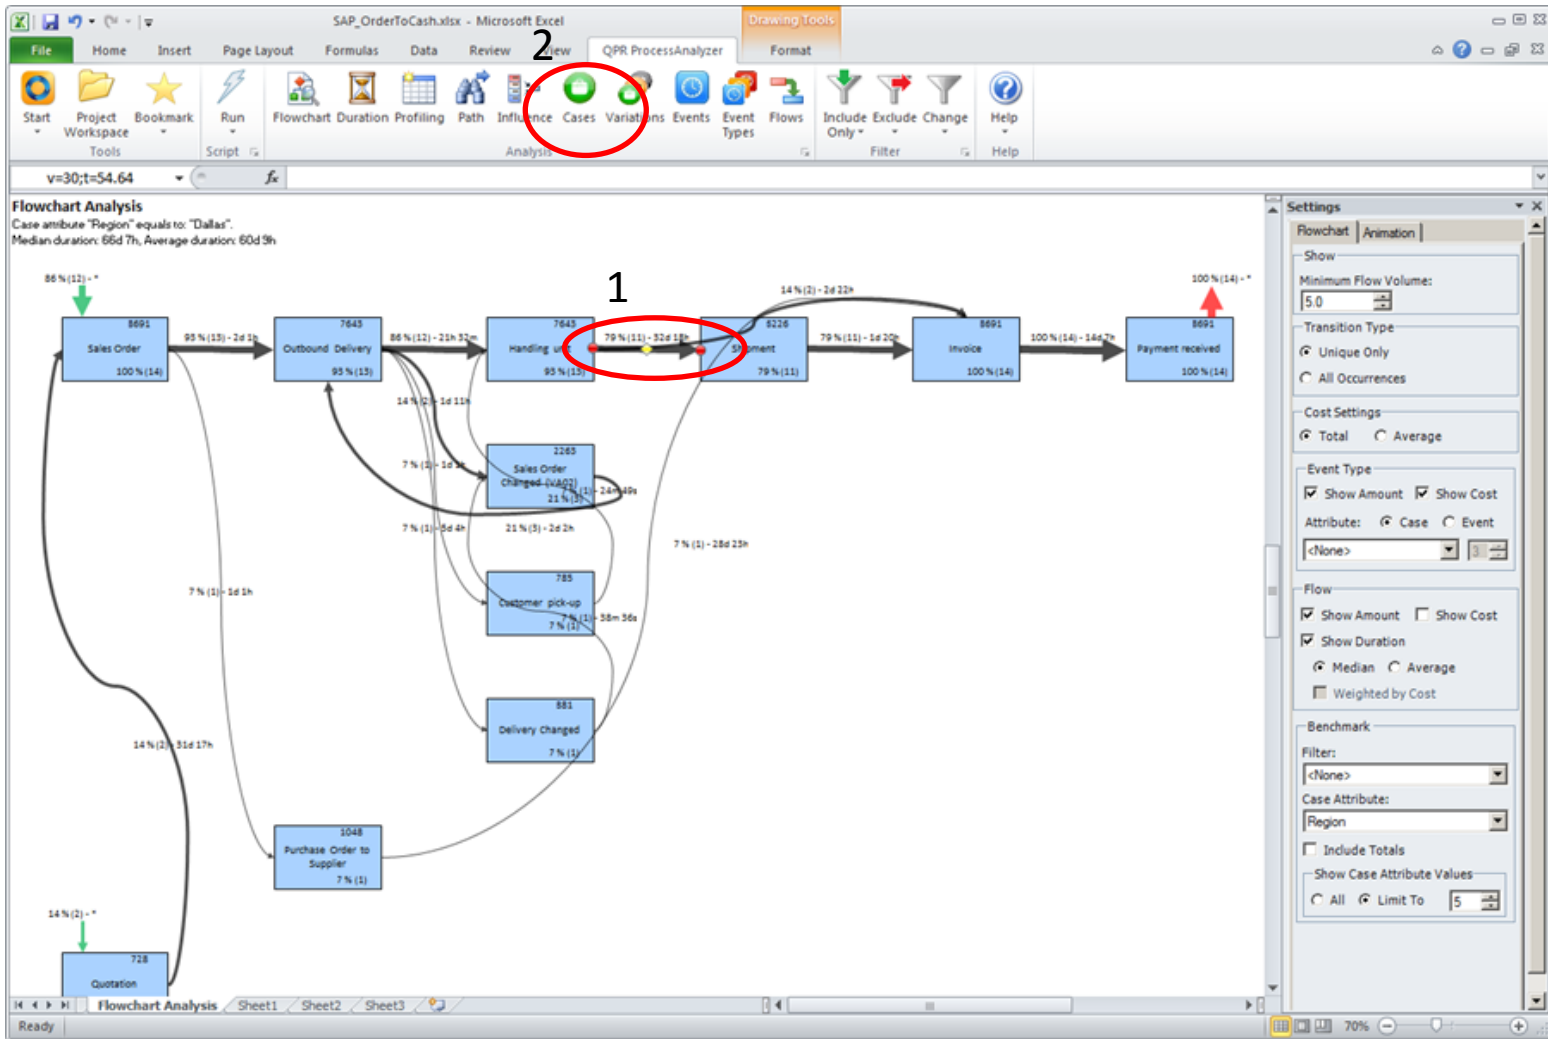 SAP_OrderToCash.xlsx - Microsoft Excel
Drawing Tools
File Home Insert Page Layout Formulas Data Review View QPR ProcessAnalyzer Format
2
Start Project Workspace Bookmark Run Flowchart Duration Profiling Path Influence Cases Variations Events Event Types Flows Include Only Exclude Change Help
Tools Script Analysis Filter Help
v=30;t=54.64 fx
Flowchart Analysis
Case attribute "Region" equals to: "Dallas".
Median duration: 66d 7h, Average duration: 60d 9h
86 % (12) - *
1
14 % (2) - 2d 22h
100 % (14) - *
8691
Sales Order
100 % (14)
93 % (13) - 2d 1h
7643
Outbound Delivery
93 % (13)
86 % (12) - 21h 32m
7643
Handling unit
93 % (13)
79 % (11) - 32d 18h
6226
Shipment
79 % (11)
79 % (11) - 1d 20h
8691
Invoice
100 % (14)
100 % (14) - 14d 7h
8691
Payment received
100 % (14)
14 % (2) - 1d 11h
2263
Sales Order
Changed (VA02)
21 % (3)
7 % (1) - 24m 49s
21 % (3) - 2d 2h
7 % (1) - 28d 23h
785
Customer pick-up
7 % (1)
7 % (1) - 38m 36s
7 % (1) - 1d 1h
881
Delivery Changed
7 % (1)
14 % (2) - 31d 17h
1048
Purchase Order to
Supplier
7 % (1)
14 % (2) - *
728
Quotation
Settings
Flowchart Animation
Show
Minimum Flow Volume:
5.0
Transition Type
Unique Only
All Occurrences
Cost Settings
Total Average
Event Type
Show Amount Show Cost
Attribute: Case Event
<None> 3
Flow
Show Amount Show Cost
Show Duration
Median Average
Weighted by Cost
Benchmark
Filter:
<None>
Case Attribute:
Region
Include Totals
Show Case Attribute Values
All Limit To 5
Flowchart Analysis Sheet1 Sheet2 Sheet3
Ready 70%